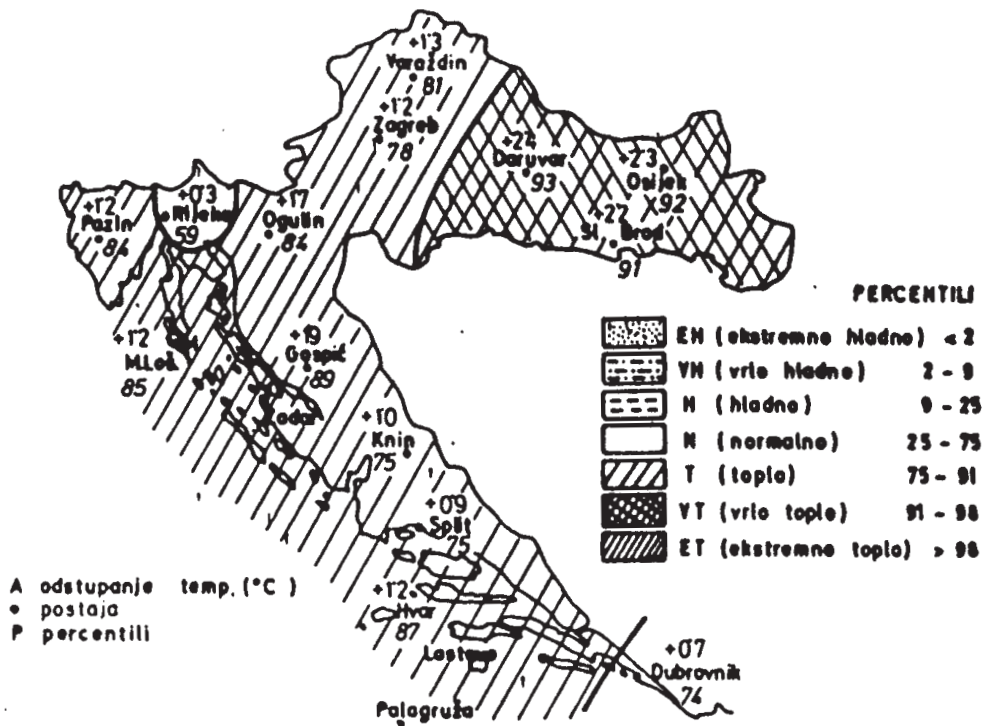 +1.3
Varaždin
81
+1.2
Zagreb
78
+2.4
Daruvar
93
+2.3
Osijek
92
+2.2
Sl. Brod
91
+1.2
Pazin
84
+0.3
Rijeka
59
+1.7
Ogulin
84
+1.2
M.Loš.
85
+1.9
Gospić
89
+1.0
Knin
75
+0.9
Split
75
+1.2
Hvar
87
Lastovo
+0.7
Dubrovnik
74
Palagruža
PERCENTILI
EH (ekstremno hladno) < 2
VH (vrlo hladno) 2 - 9
H (hladno) 9 - 25
N (normalno) 25 - 75
T (toplo) 75 - 91
VT (vrlo toplo) 91 - 98
ET (ekstremno toplo) > 98
A odstupanje temp. (°C)
• postaja
P percentili